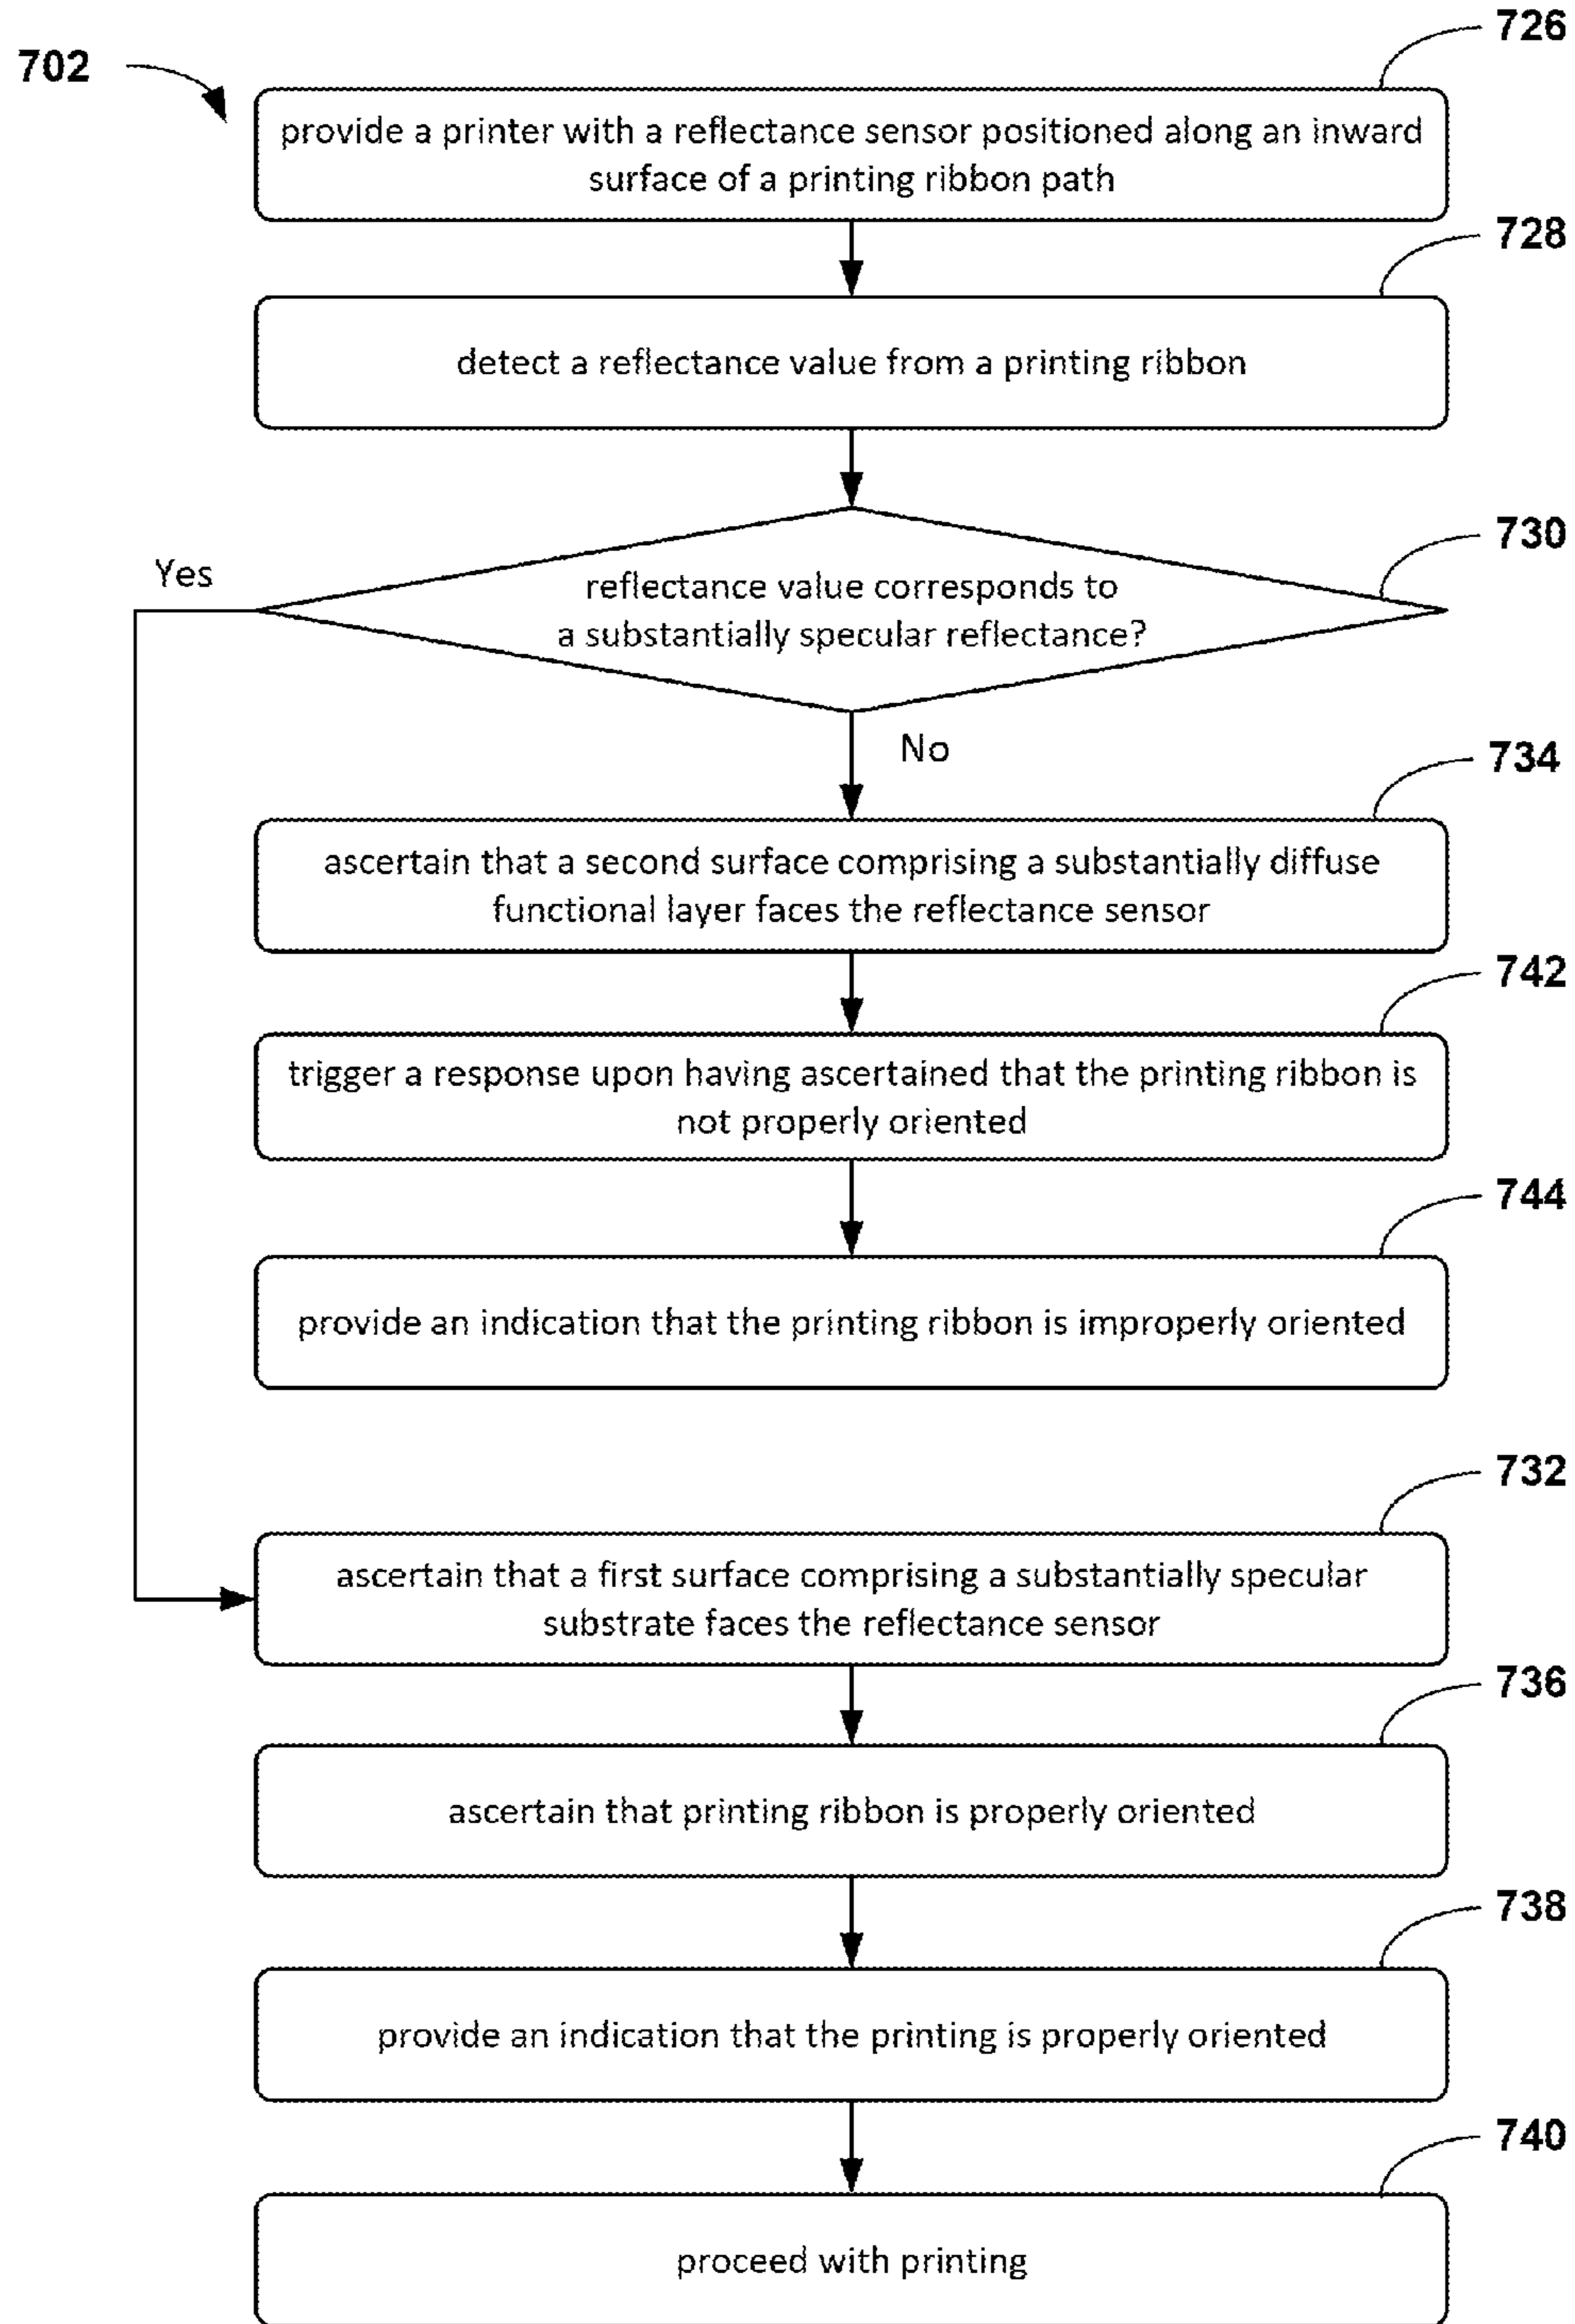 726
702
provide a printer with a reflectance sensor positioned along an inward
surface of a printing ribbon path
728
detect a reflectance value from a printing ribbon
730
Yes
reflectance value corresponds to
a substantially specular reflectance?
No
734
ascertain that a second surface comprising a substantially diffuse
functional layer faces the reflectance sensor
742
trigger a response upon having ascertained that the printing ribbon is
not properly oriented
744
provide an indication that the printing ribbon is improperly oriented
732
ascertain that a first surface comprising a substantially specular
substrate faces the reflectance sensor
736
ascertain that printing ribbon is properly oriented
738
provide an indication that the printing is properly oriented
740
proceed with printing